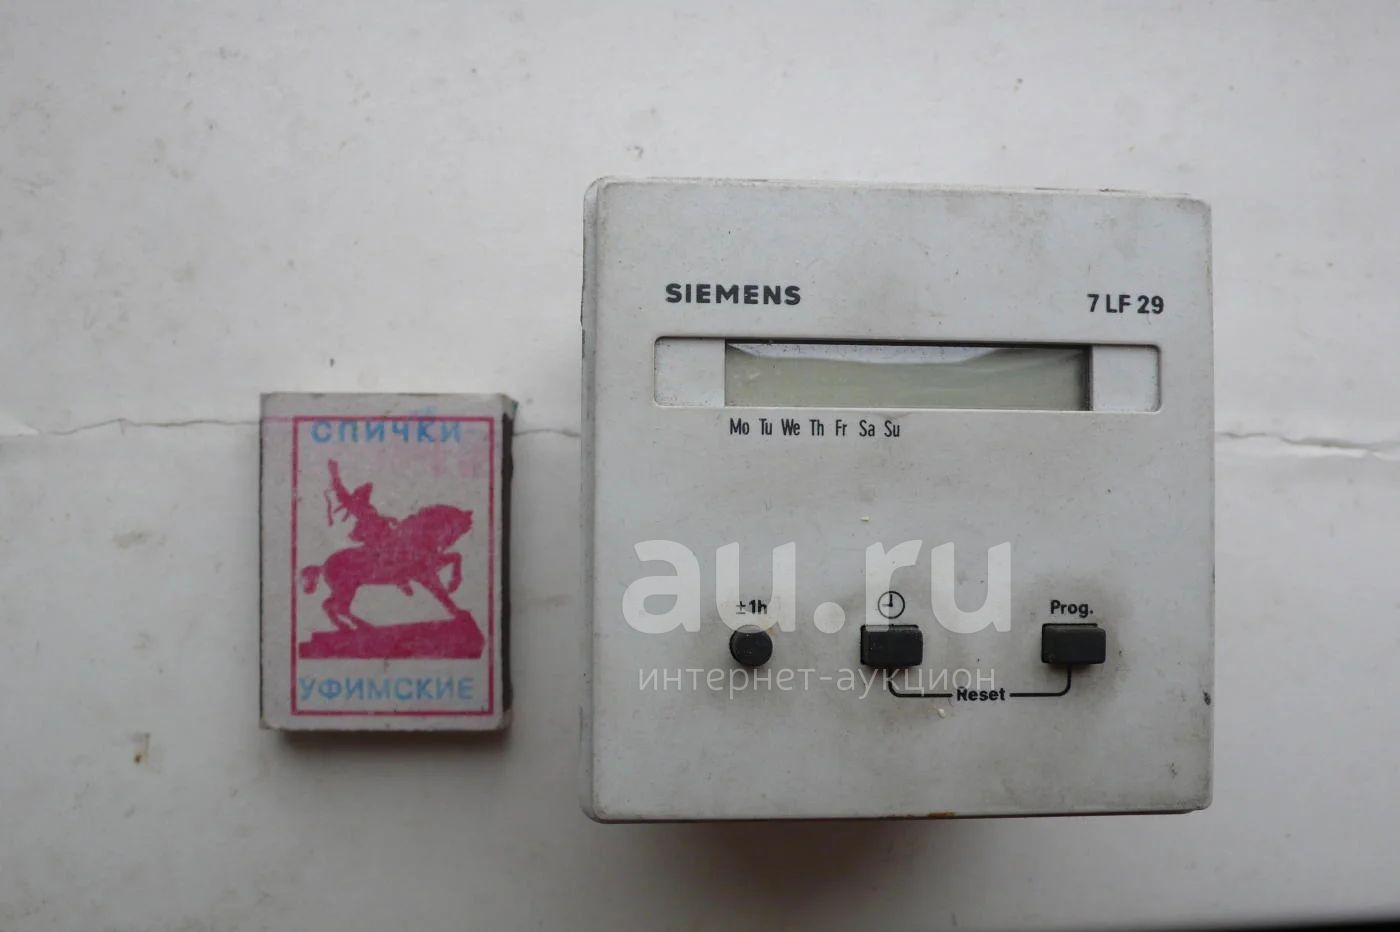 SIEMENS
7 LF 29
Mo Tu We Th Fr Sa Su
СПИЧКИ
УФИМСКИЕ
±1h
Prog.
Reset
au.ru
интернет-аукцион